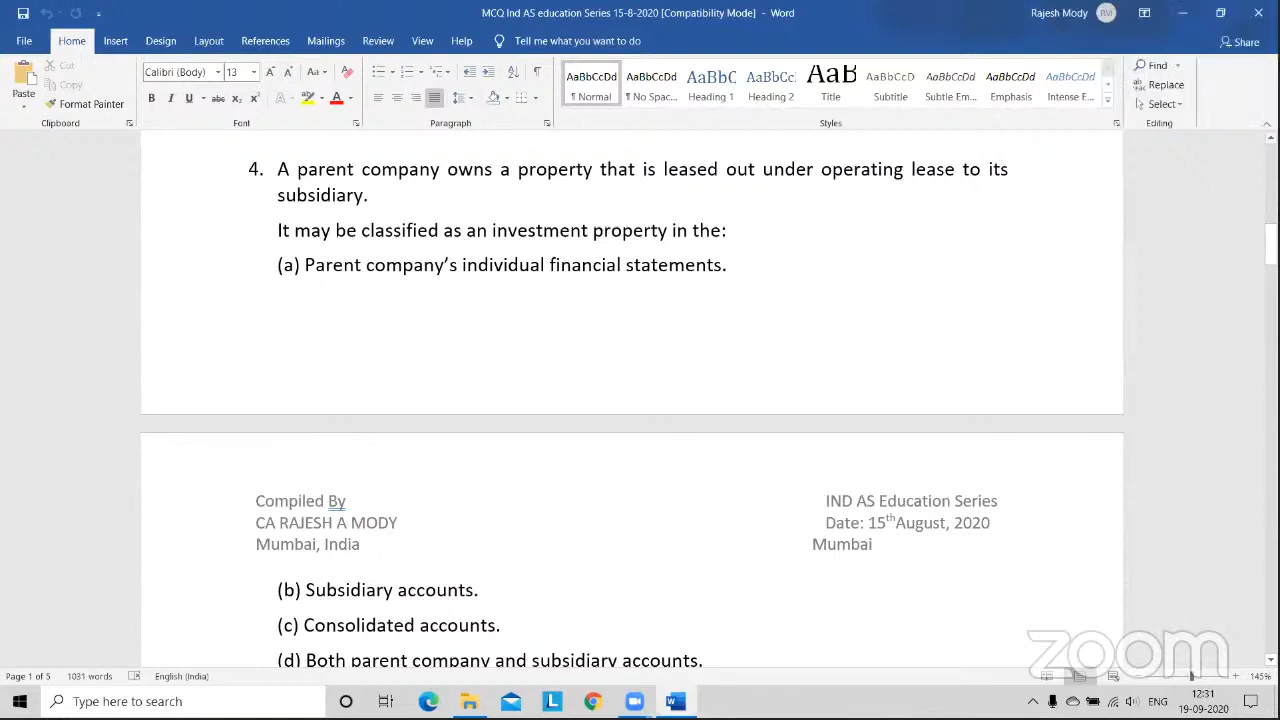 MCQ Ind AS education Series 15-8-2020 [Compatibility Mode] - Word
Rajesh Mody RM
File Home Insert Design Layout References Mailings Review View Help Tell me what you want to do Share
Cut
Copy
Paste
Format Painter
Clipboard
Calibri (Body) 13
Font
Paragraph
AaBbCcDd AaBbCcDd AaBbC AaBbCc AaB AaBbCcD AaBbCcDd AaBbCcDd AaBbCcDd
¶ Normal ¶ No Spac... Heading 1 Heading 2 Title Subtitle Subtle Em... Emphasis Intense E...
Styles
Find
Replace
Select
Editing
4. A parent company owns a property that is leased out under operating lease to its
subsidiary.
It may be classified as an investment property in the:
(a) Parent company's individual financial statements.
Compiled By
CA RAJESH A MODY
Mumbai, India
IND AS Education Series
Date: 15thAugust, 2020
Mumbai
(b) Subsidiary accounts.
(c) Consolidated accounts.
(d) Both parent company and subsidiary accounts.
zoom
Page 1 of 5 1031 words English (India) 145%
Type here to search
ENG
12:31
19-09-2020